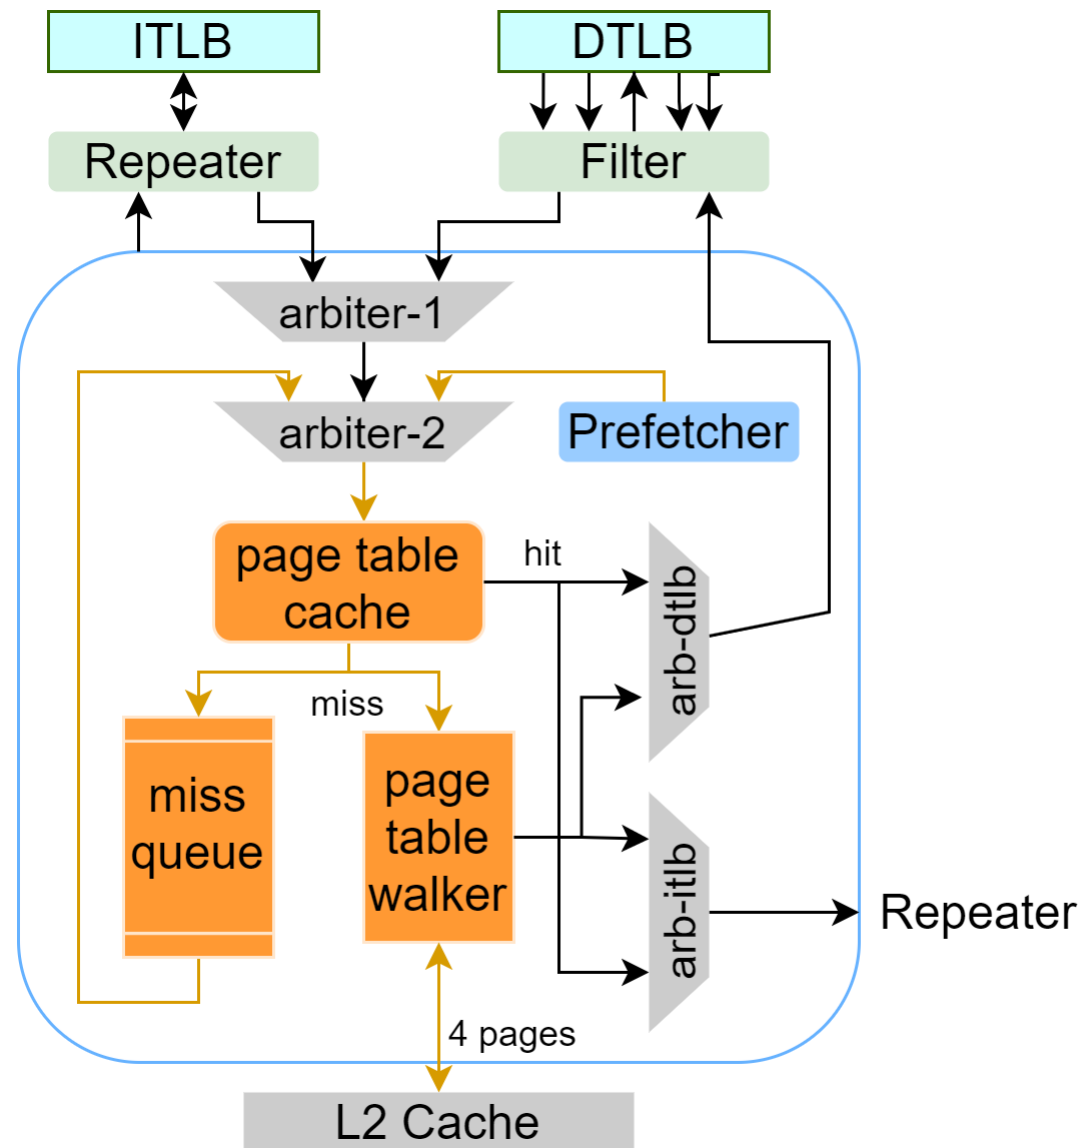 ITLB
DTLB
Repeater
Filter
arbiter-1
arbiter-2
Prefetcher
page table
cache
hit
arb-dtlb
miss
miss
queue
page
table
walker
arb-itlb
Repeater
4 pages
L2 Cache